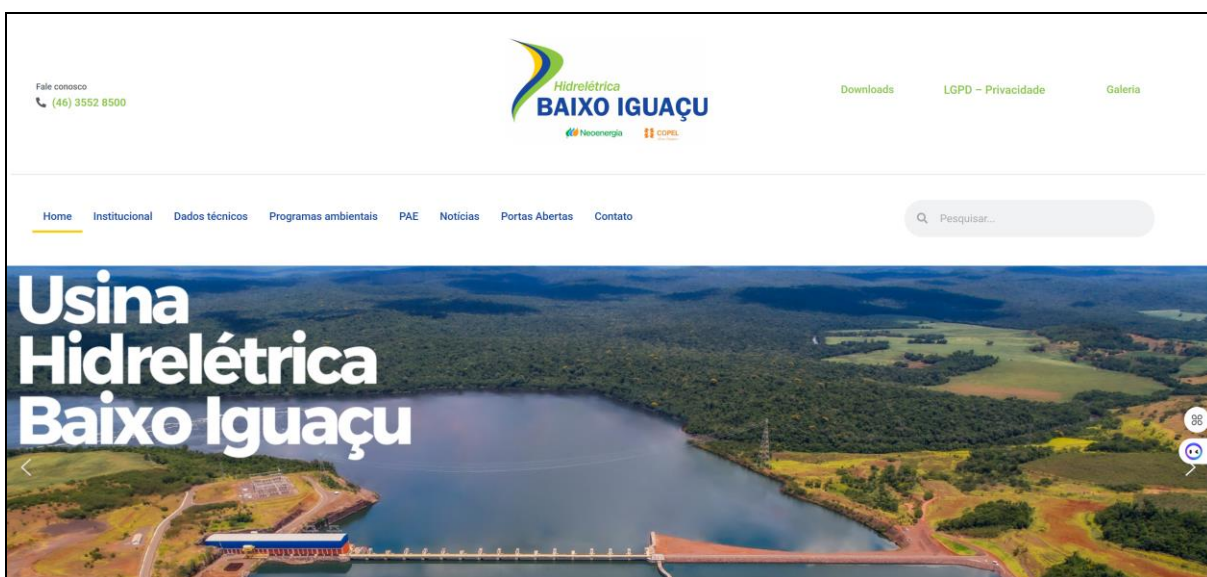 Fale conosco
(46) 3552 8500
Hidrelétrica
BAIXO IGUAÇU
Neoenergia
COPEL
Downloads
LGPD – Privacidade
Galeria
Home
Institucional
Dados técnicos
Programas ambientais
PAE
Notícias
Portas Abertas
Contato
Pesquisar...
Usina
Hidrelétrica
Baixo Iguaçu